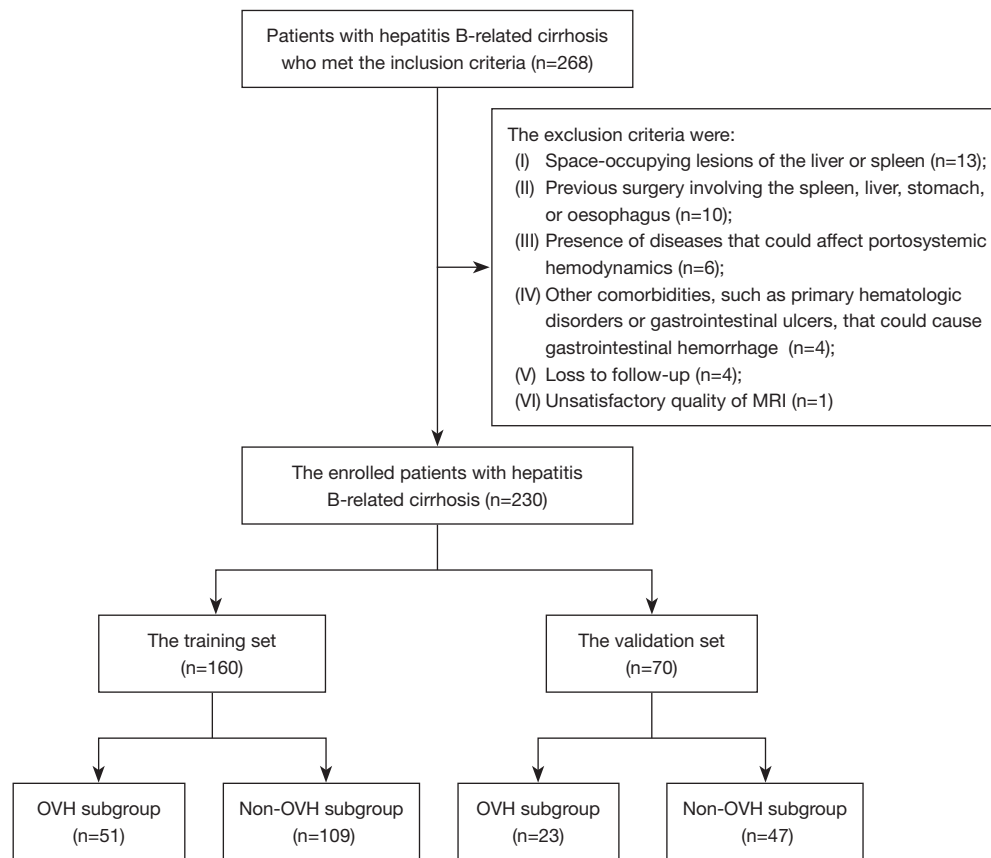 Patients with hepatitis B-related cirrhosis
who met the inclusion criteria (n=268)
The exclusion criteria were:
(I) Space-occupying lesions of the liver or spleen (n=13);
(II) Previous surgery involving the spleen, liver, stomach,
or oesophagus (n=10);
(III) Presence of diseases that could affect portosystemic
hemodynamics (n=6);
(IV) Other comorbidities, such as primary hematologic
disorders or gastrointestinal ulcers, that could cause
gastrointestinal hemorrhage (n=4);
(V) Loss to follow-up (n=4);
(VI) Unsatisfactory quality of MRI (n=1)
The enrolled patients with hepatitis
B-related cirrhosis (n=230)
The training set
(n=160)
The validation set
(n=70)
OVH subgroup
(n=51)
Non-OVH subgroup
(n=109)
OVH subgroup
(n=23)
Non-OVH subgroup
(n=47)